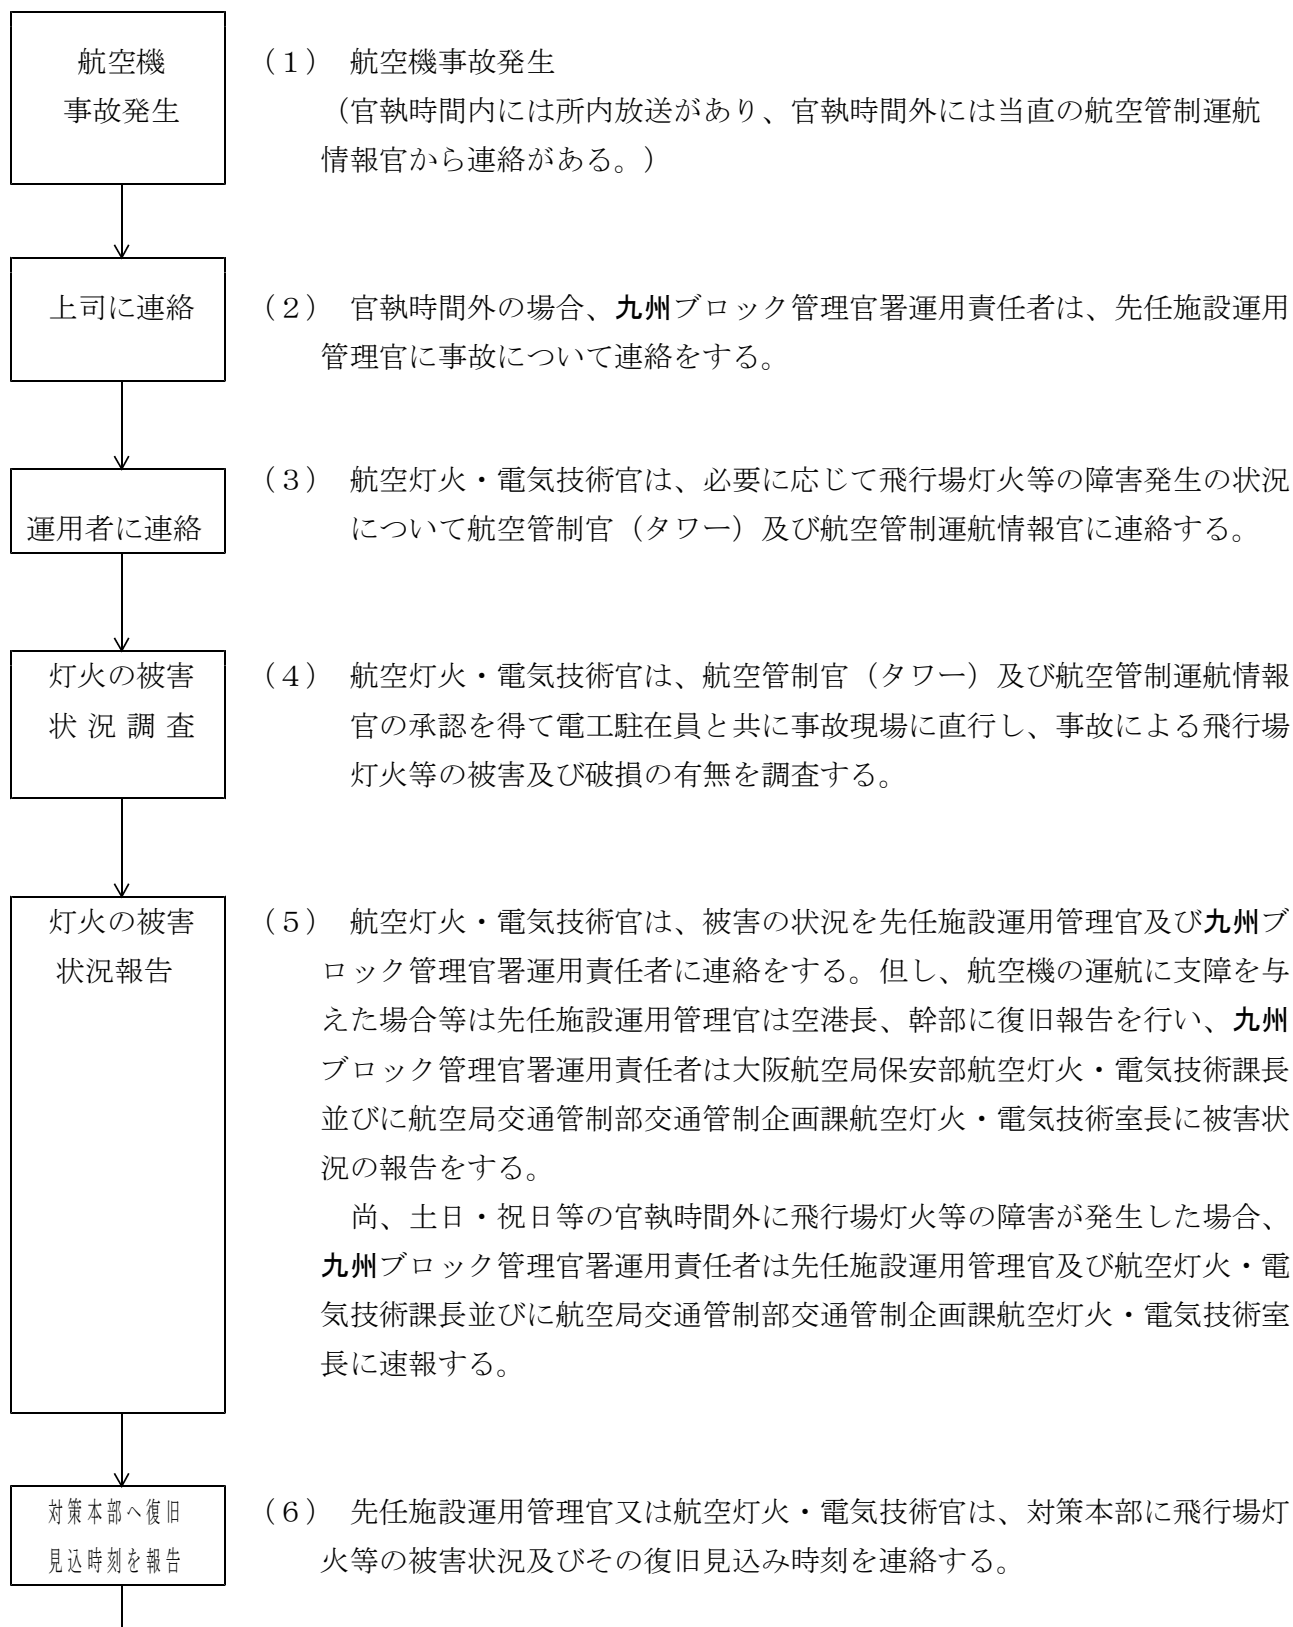 航空機
事故発生
（１）　航空機事故発生
（官執時間内には所内放送があり、官執時間外には当直の航空管制運航
情報官から連絡がある。）
上司に連絡
（２）　官執時間外の場合、九州ブロック管理官署運用責任者は、先任施設運用
管理官に事故について連絡をする。
運用者に連絡
（３）　航空灯火・電気技術官は、必要に応じて飛行場灯火等の障害発生の状況
について航空管制官（タワー）及び航空管制運航情報官に連絡する。
灯火の被害
状 況 調 査
（４）　航空灯火・電気技術官は、航空管制官（タワー）及び航空管制運航情報
官の承認を得て電工駐在員と共に事故現場に直行し、事故による飛行場
灯火等の被害及び破損の有無を調査する。
灯火の被害
状況報告
（５）　航空灯火・電気技術官は、被害の状況を先任施設運用管理官及び九州ブ
ロック管理官署運用責任者に連絡をする。但し、航空機の運航に支障を与
えた場合等は先任施設運用管理官は空港長、幹部に復旧報告を行い、九州
ブロック管理官署運用責任者は大阪航空局保安部航空灯火・電気技術課長
並びに航空局交通管制部交通管制企画課航空灯火・電気技術室長に被害状
況の報告をする。
尚、土日・祝日等の官執時間外に飛行場灯火等の障害が発生した場合、
九州ブロック管理官署運用責任者は先任施設運用管理官及び航空灯火・電
気技術課長並びに航空局交通管制部交通管制企画課航空灯火・電気技術室
長に速報する。
対策本部へ復旧
見込時刻を報告
（６）　先任施設運用管理官又は航空灯火・電気技術官は、対策本部に飛行場灯
火等の被害状況及びその復旧見込み時刻を連絡する。